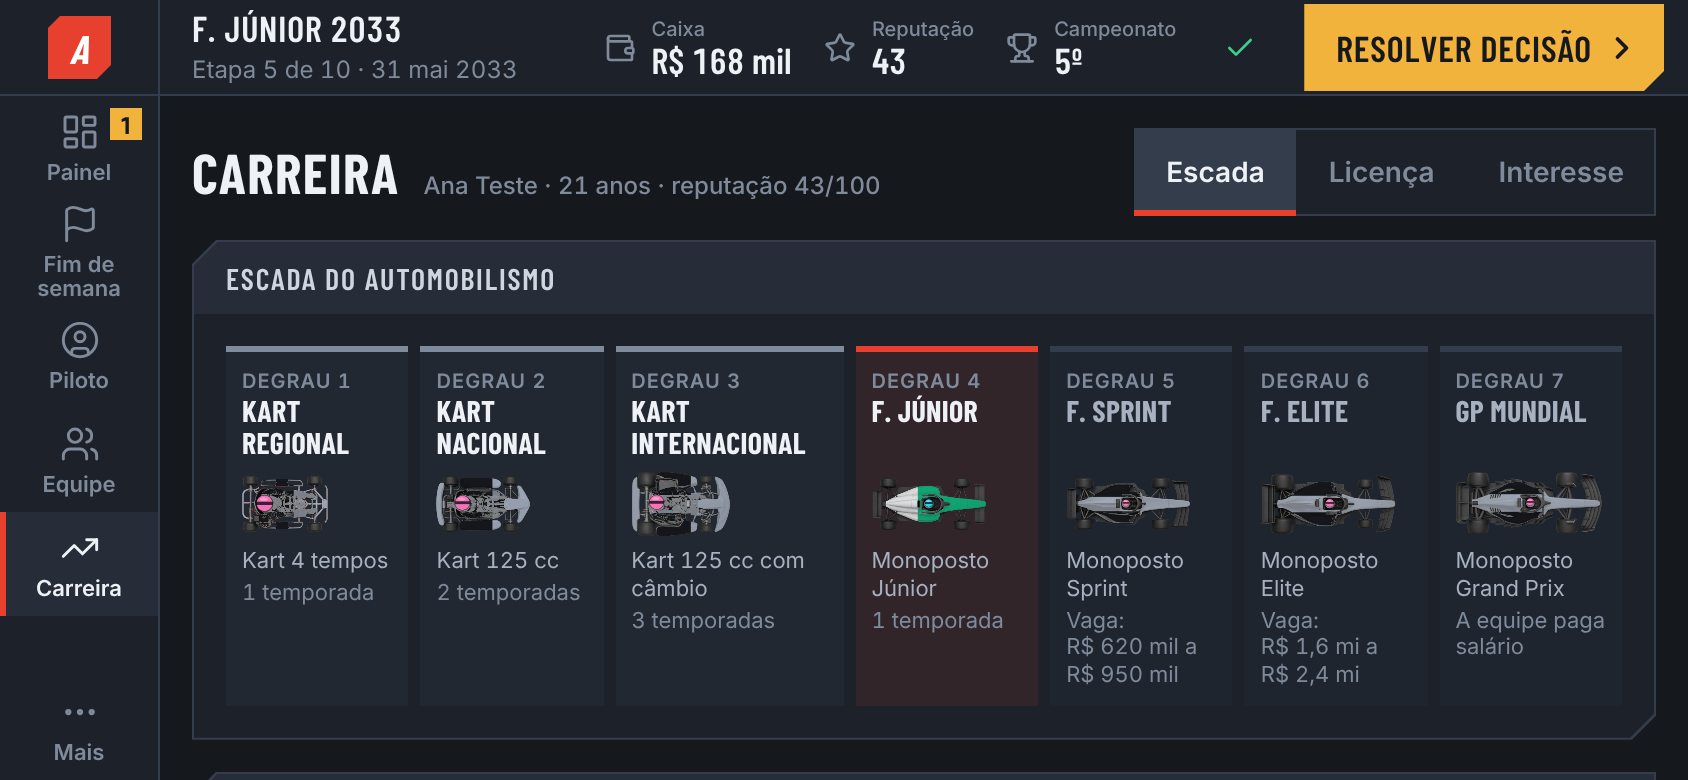 A
F. JÚNIOR 2033
Etapa 5 de 10 · 31 mai 2033
Caixa
R$ 168 mil
Reputação
43
Campeonato
5º
RESOLVER DECISÃO
Painel
1
Fim de
semana
Piloto
Equipe
Carreira
Mais
CARREIRA
Ana Teste · 21 anos · reputação 43/100
Escada
Licença
Interesse
ESCADA DO AUTOMOBILISMO
DEGRAU 1
KART
REGIONAL
Kart 4 tempos
1 temporada
DEGRAU 2
KART
NACIONAL
Kart 125 cc
2 temporadas
DEGRAU 3
KART
INTERNACIONAL
Kart 125 cc com
câmbio
3 temporadas
DEGRAU 4
F. JÚNIOR
Monoposto
Júnior
1 temporada
DEGRAU 5
F. SPRINT
Monoposto
Sprint
Vaga:
R$ 620 mil a
R$ 950 mil
DEGRAU 6
F. ELITE
Monoposto
Elite
Vaga:
R$ 1,6 mi a
R$ 2,4 mi
DEGRAU 7
GP MUNDIAL
Monoposto
Grand Prix
A equipe paga
salário